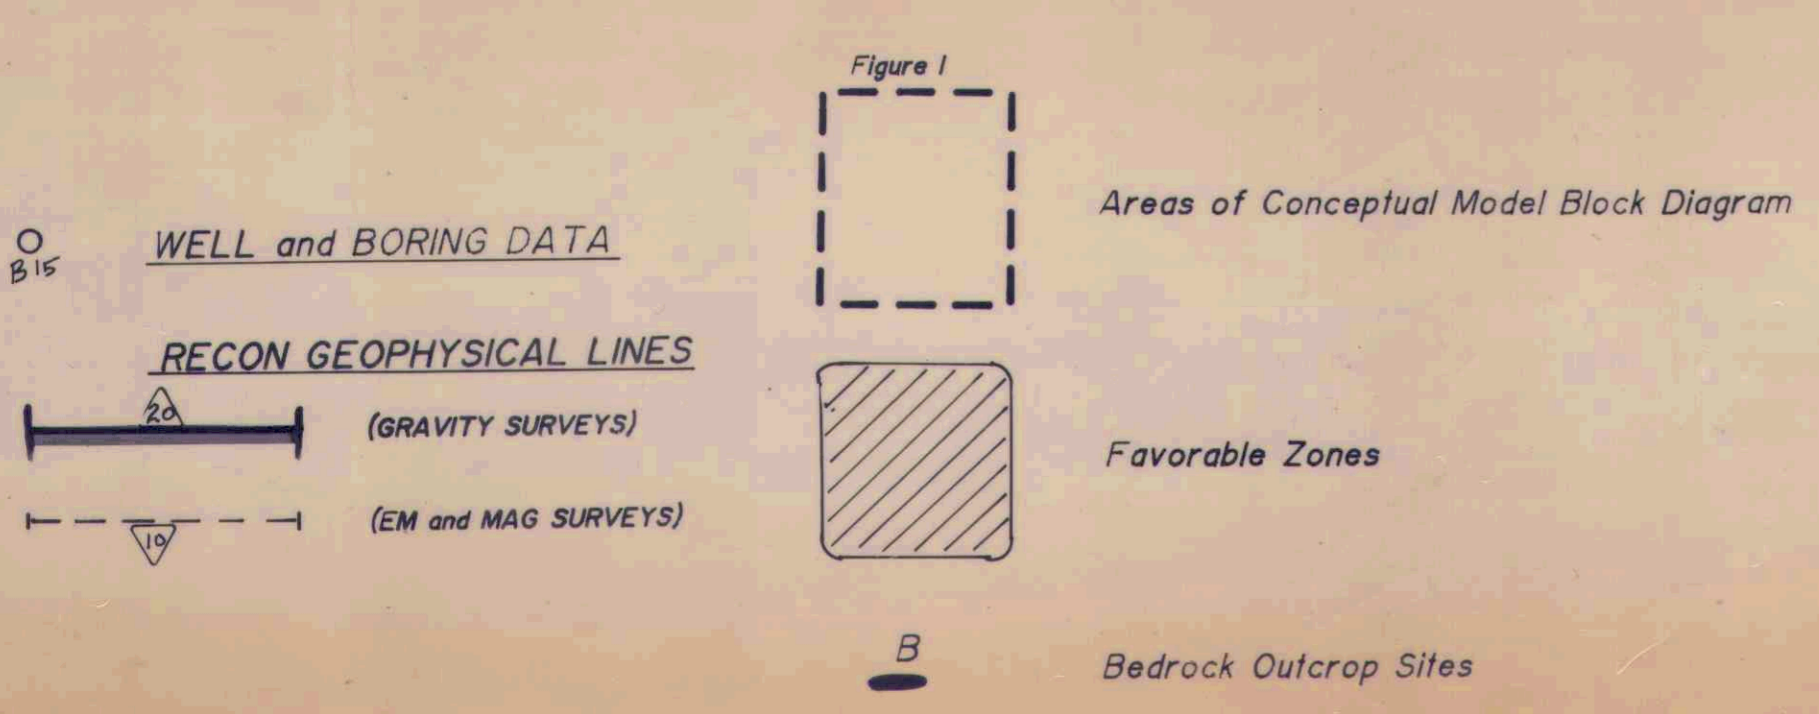 B15
WELL and BORING DATA
RECON GEOPHYSICAL LINES
20
(GRAVITY SURVEYS)
10
(EM and MAG SURVEYS)
Figure 1
Areas of Conceptual Model Block Diagram
Favorable Zones
B
Bedrock Outcrop Sites